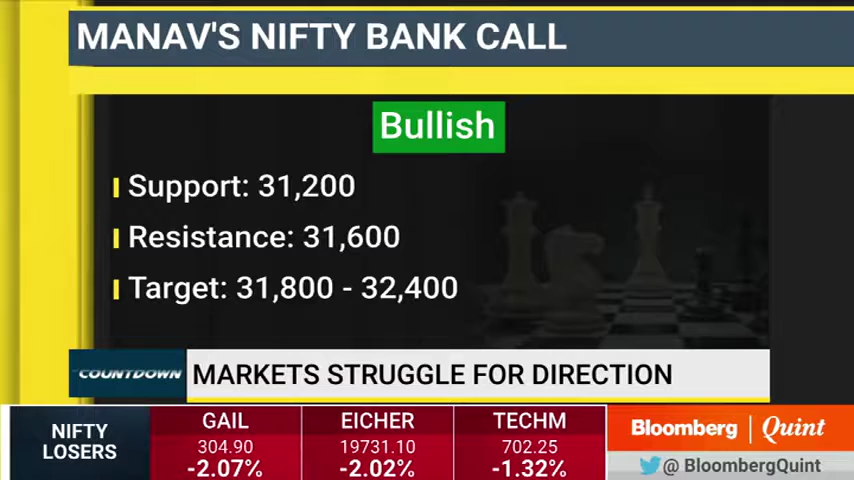 MANAV'S NIFTY BANK CALL
Bullish
Support: 31,200
Resistance: 31,600
Target: 31,800 - 32,400
COUNTDOWN
MARKETS STRUGGLE FOR DIRECTION
NIFTY
LOSERS
GAIL
304.90
-2.07%
EICHER
19731.10
-2.02%
TECHM
702.25
-1.32%
Bloomberg | Quint
@ BloombergQuint